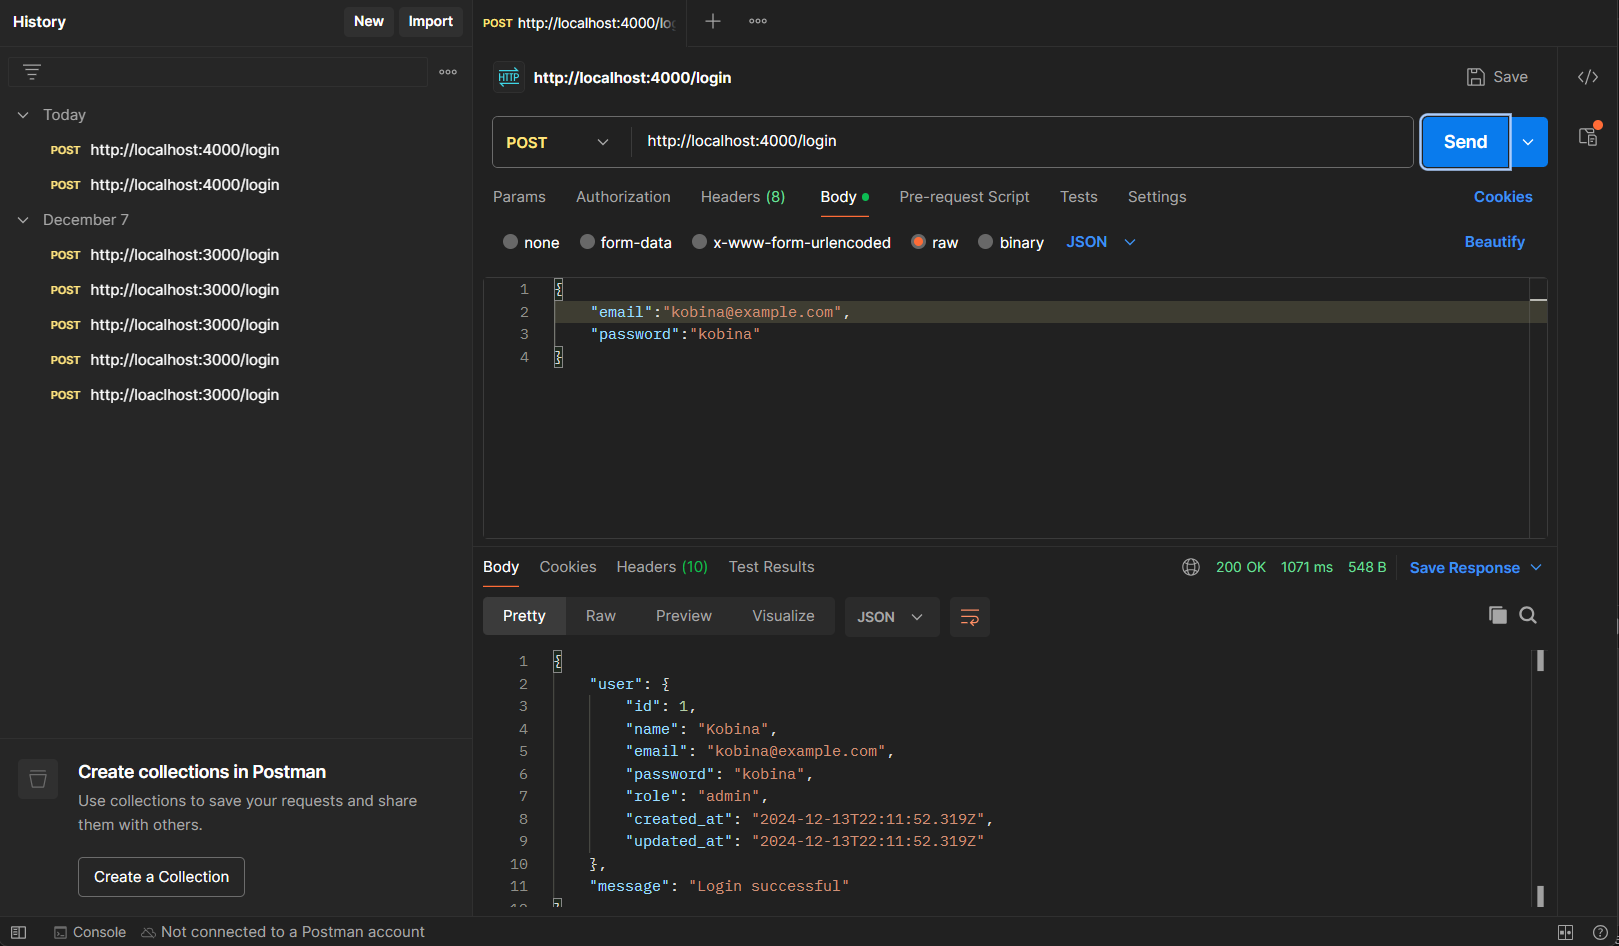 History
New
Import
POST http://localhost:4000/log
HTTP http://localhost:4000/login
Save
Today
POST http://localhost:4000/login
POST http://localhost:4000/login
December 7
POST http://localhost:3000/login
POST http://localhost:3000/login
POST http://localhost:3000/login
POST http://localhost:3000/login
POST http://loaclhost:3000/login
POST http://localhost:4000/login
Send
Params Authorization Headers (8) Body Pre-request Script Tests Settings Cookies
none form-data x-www-form-urlencoded raw binary JSON Beautify
1 {
2 "email":"kobina@example.com",
3 "password":"kobina"
4 }
Body Cookies Headers (10) Test Results 200 OK 1071 ms 548 B Save Response
Pretty Raw Preview Visualize JSON
1 {
2 "user": {
3 "id": 1,
4 "name": "Kobina",
5 "email": "kobina@example.com",
6 "password": "kobina",
7 "role": "admin",
8 "created_at": "2024-12-13T22:11:52.319Z",
9 "updated_at": "2024-12-13T22:11:52.319Z"
10 },
11 "message": "Login successful"
12 }
Create collections in Postman
Use collections to save your requests and share
them with others.
Create a Collection
Console Not connected to a Postman account